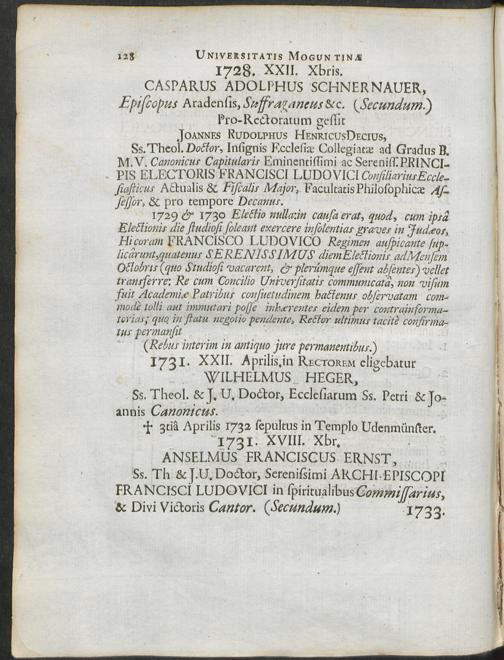 128 UNIVERSITATIS MOGUNTINÆ
1728. XXII. Xbris.
CASPARUS ADOLPHUS SCHNERNAUER,
Epiſcopus Aradenſis, Suffraganeus &c. (Secundum.)
Pro-Rectoratum geſſit
JOANNES RUDOLPHUS HENRICUS DECIUS,
Ss. Theol. Doctor, Inſignis Eccleſiæ Collegiatæ ad Gradus B.
M. V. Canonicus Capitularis Eminentiſſimi ac Sereniſſ. PRINCI-
PIS ELECTORIS FRANCISCI LUDOVICI Conſiliarius Eccle-
ſiaſticus Actualis & Fiſcalis Major, Facultatis Philoſophicæ Aſ-
ſeſſor, & pro tempore Decanus.
1729 & 1730 Electio nulla: in cauſa erat, quod, cum ipsâ
Electionis die ſtudioſi ſoleant exercere inſolentias graves in Judæos,
Hi coram FRANCISCO LUDOVICO Regimen auſpicante ſup-
licârunt, quatenus SERENISSIMUS diem Electionis ad Menſem
Octobris (quo Studioſi vacarent, & plerûmque eſſent abſentes) vellet
transferre; Re cum Concilio Univerſitatis communicatâ, non viſum
fuit Academiæ Patribus conſuetudinem hactenus obſervatam com-
modè tolli aut immutari poſſe inhærentes eidem per contrainforma-
torias; quo in ſtatu negotio pendente, Rector ultimus tacitè confirma-
tus permanſit
(Rebus interim in antiquo jure permanentibus.)
1731. XXII. Aprilis, in RECTOREM eligebatur
WILHELMUS HEGER,
Ss. Theol. & J. U. Doctor, Eccleſiarum Ss. Petri & Jo-
annis Canonicus.
† 3tiâ Aprilis 1732 ſepultus in Templo Udenmünſter.
1731. XVIII. Xbr.
ANSELMUS FRANCISCUS ERNST,
Ss. Th & J.U. Doctor, Sereniſſimi ARCHI-EPISCOPI
FRANCISCI LUDOVICI in ſpiritualibus Commiſſarius,
& Divi Victoris Cantor. (Secundum.)
1733.